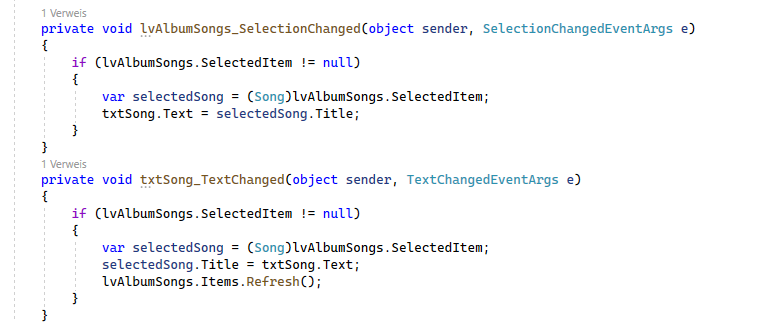 1 Verweis
private void lvAlbumSongs_SelectionChanged(object sender, SelectionChangedEventArgs e)
{
if (lvAlbumSongs.SelectedItem != null)
{
var selectedSong = (Song)lvAlbumSongs.SelectedItem;
txtSong.Text = selectedSong.Title;
}
}
1 Verweis
private void txtSong_TextChanged(object sender, TextChangedEventArgs e)
{
if (lvAlbumSongs.SelectedItem != null)
{
var selectedSong = (Song)lvAlbumSongs.SelectedItem;
selectedSong.Title = txtSong.Text;
lvAlbumSongs.Items.Refresh();
}
}